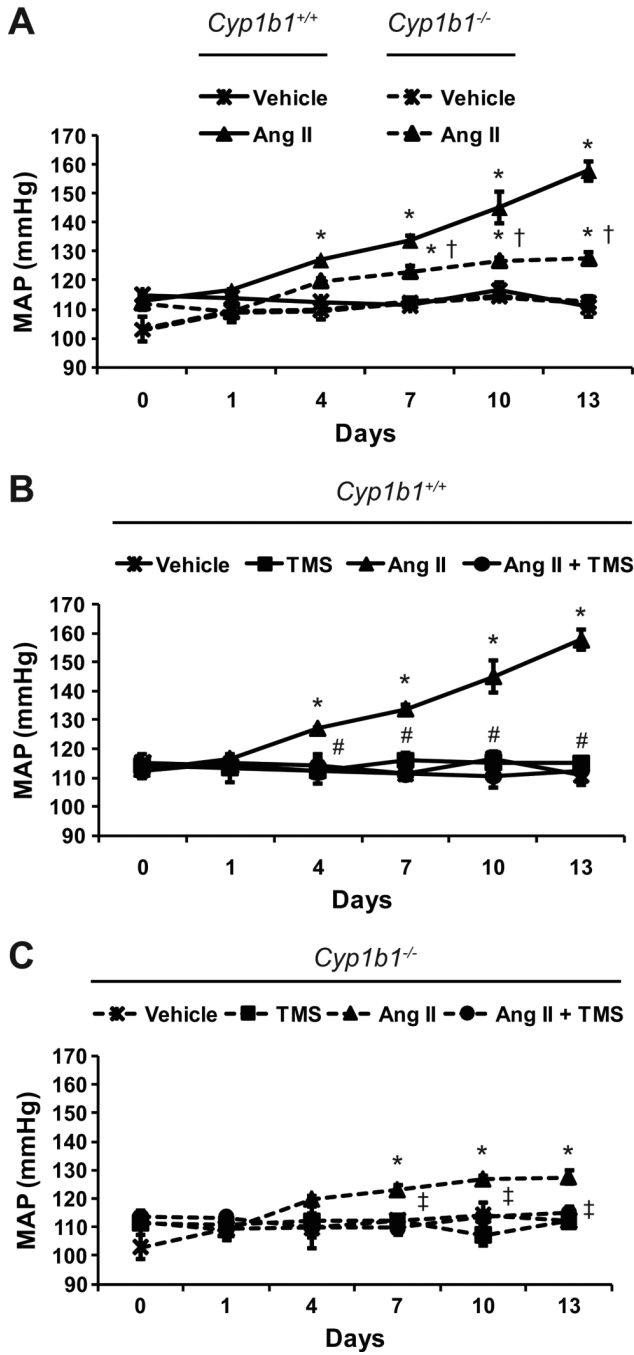 A
Cyp1b1+/+ Cyp1b1-/-
Vehicle Vehicle
Ang II Ang II
MAP (mmHg)
170
160
150
140
130
120
110
100
90
* * * * * † * † * †
0 1 4 7 10 13
Days
B
Cyp1b1+/+
Vehicle TMS Ang II Ang II + TMS
MAP (mmHg)
170
160
150
140
130
120
110
100
90
* * * *
# # # #
0 1 4 7 10 13
Days
C
Cyp1b1-/-
Vehicle TMS Ang II Ang II + TMS
MAP (mmHg)
170
160
150
140
130
120
110
100
90
* * *
‡ ‡ ‡
0 1 4 7 10 13
Days